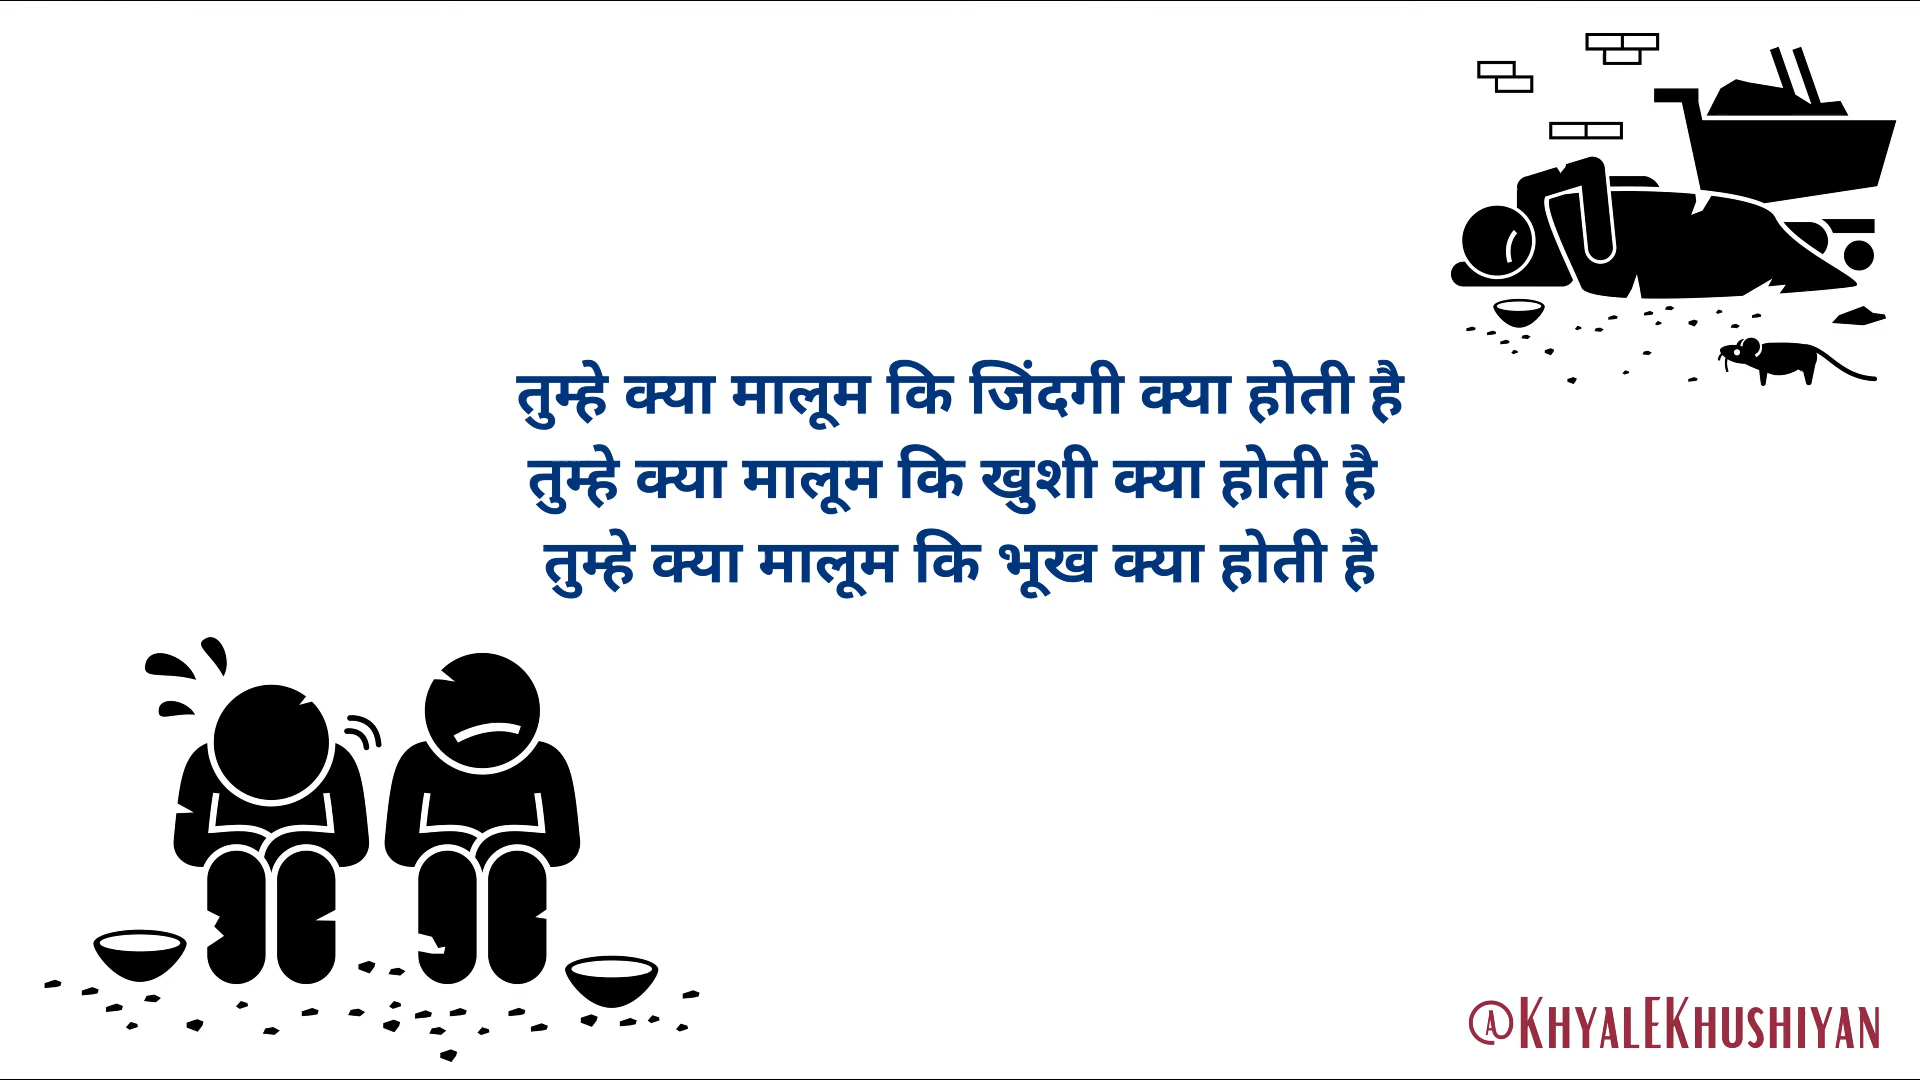 तुम्हे क्या मालूम कि जिंदगी क्या होती है
तुम्हे क्या मालूम कि खुशी क्या होती है
तुम्हे क्या मालूम कि भूख क्या होती है
@KHYALEKHUSHIYAN